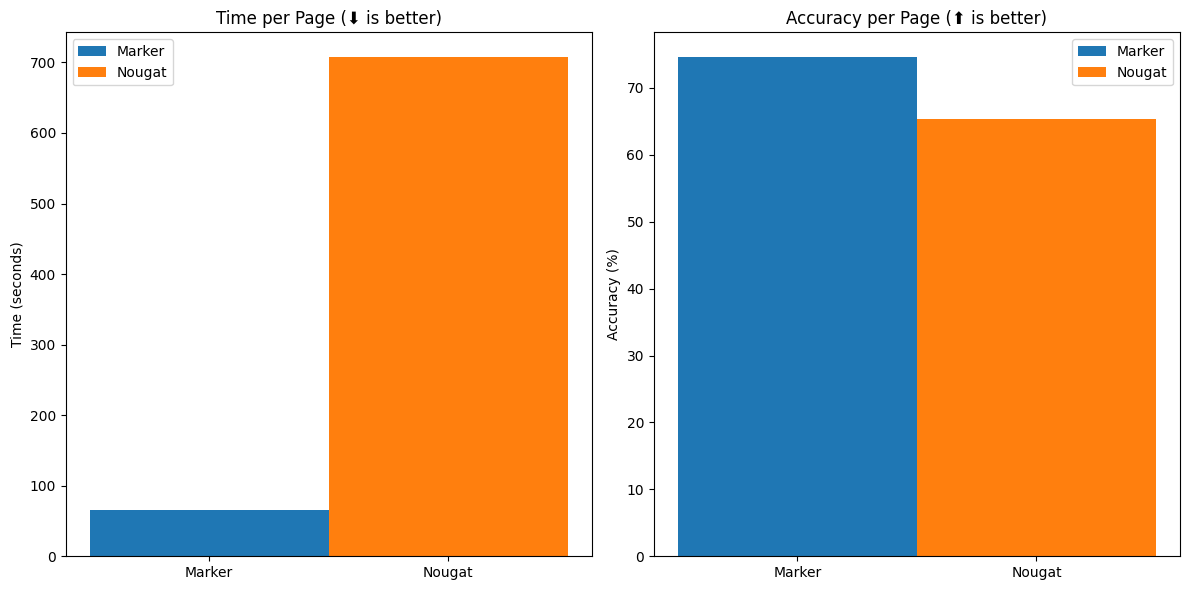 Time per Page (⬇ is better)
Marker
Nougat
Time (seconds)
700
600
500
400
300
200
100
0
Marker
Nougat
Accuracy per Page (⬆ is better)
Marker
Nougat
Accuracy (%)
70
60
50
40
30
20
10
0
Marker
Nougat